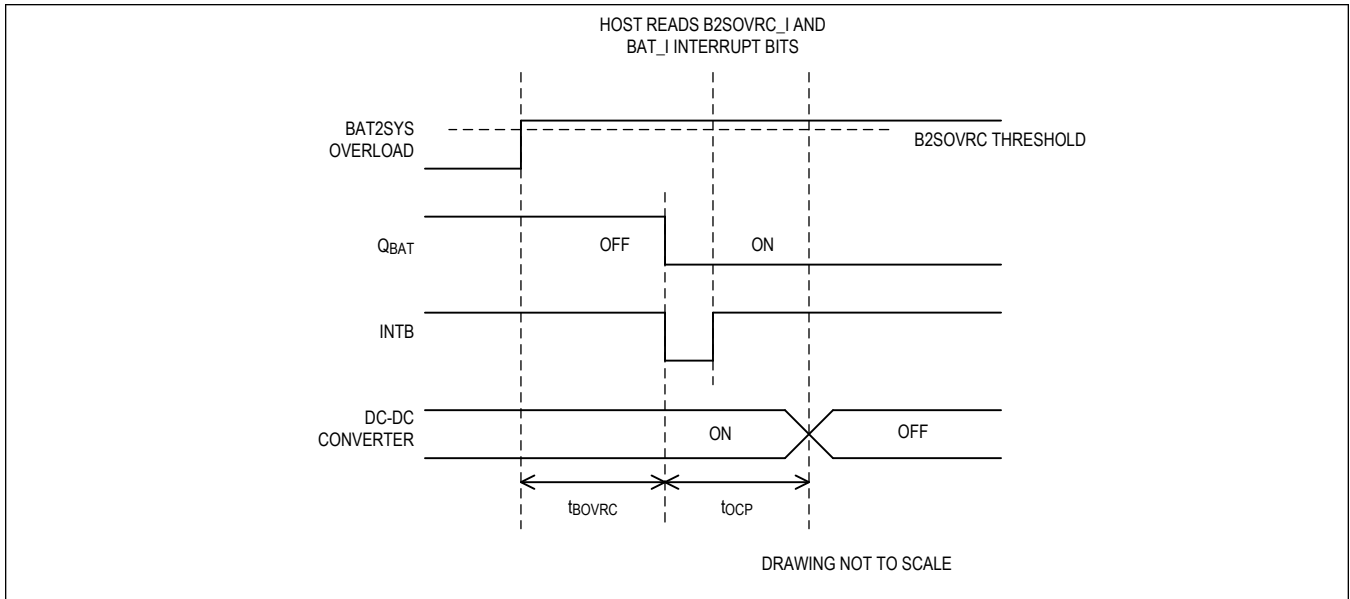 HOST READS B2SOVRC_I AND
BAT_I INTERRUPT BITS
BAT2SYS
OVERLOAD
B2SOVRC THRESHOLD
QBAT
OFF
ON
INTB
DC-DC
CONVERTER
ON
OFF
tBOVRC
tOCP
DRAWING NOT TO SCALE